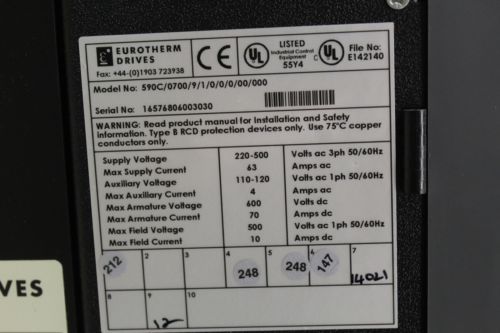 EUROTHERM
DRIVES
Fax: +44-(0)1903 723938
CE
UL
LISTED
Industrial Control
Equipment
55Y4
C UL
File No:
E142140
Model No: 590C/0700/9/1/0/0/0/00/000
Serial No: 16576806003030
WARNING: Read product manual for Installation and Safety
information. Type B RCD protection devices only. Use 75°C copper
conductors only.
Supply Voltage 220-500 Volts ac 3ph 50/60Hz
Max Supply Current 63 Amps ac
Auxiliary Voltage 110-120 Volts ac 1ph 50/60Hz
Max Auxiliary Current 4 Amps ac
Max Armature Voltage 600 Volts dc
Max Armature Current 70 Amps dc
Max Field Voltage 500 Volts ac 1ph 50/60Hz
Max Field Current 10 Amps dc
212 2 3 4 248 5 248 147 7 14021
8 9 12 10
VES